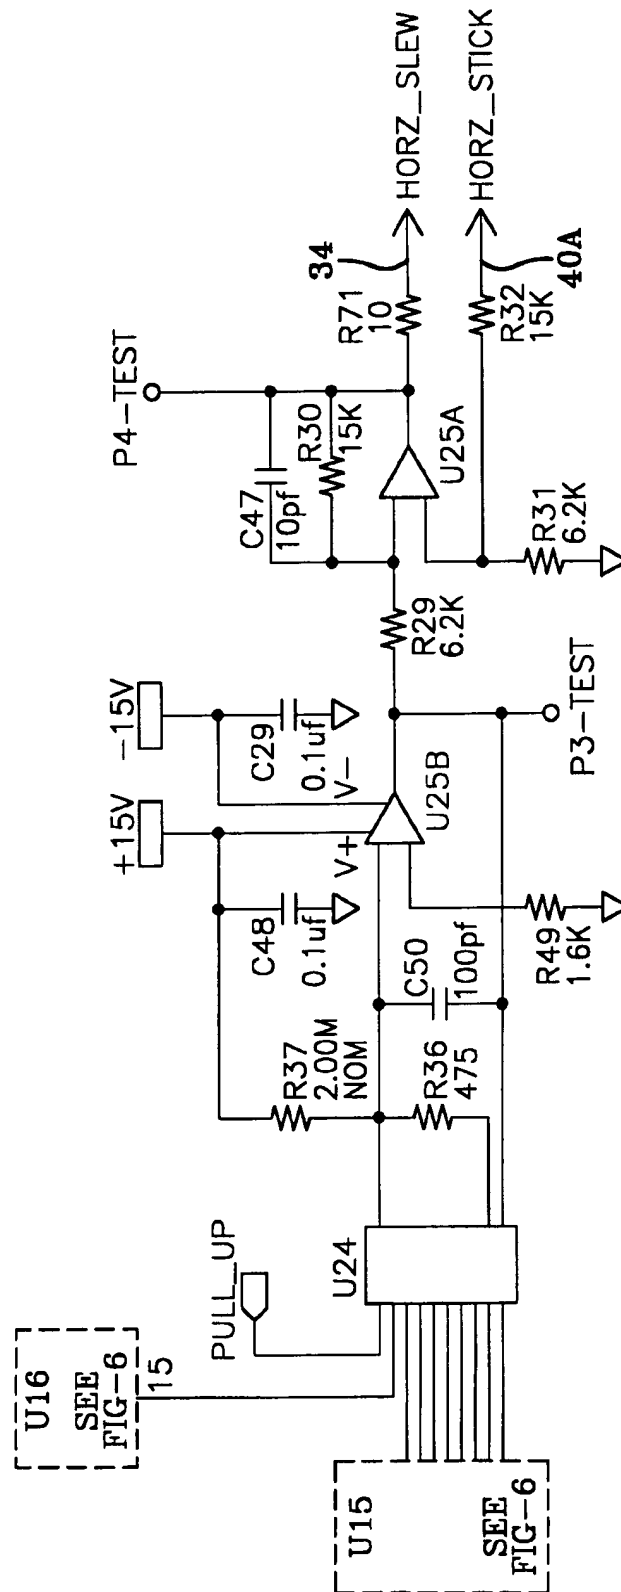 U16
SEE
FIG-6
15
U15
SEE
FIG-6
PULL_UP
U24
R37
2.00M
NOM
R36
475
C48
0.1uf
+15V
-15V
V+
V-
C29
0.1uf
C50
100pf
U25B
R49
1.6K
P3-TEST
R29
6.2K
C47
10pf
R30
15K
P4-TEST
U25A
R31
6.2K
R71
10
34
HORZ_SLEW
R32
15K
40A
HORZ_STICK